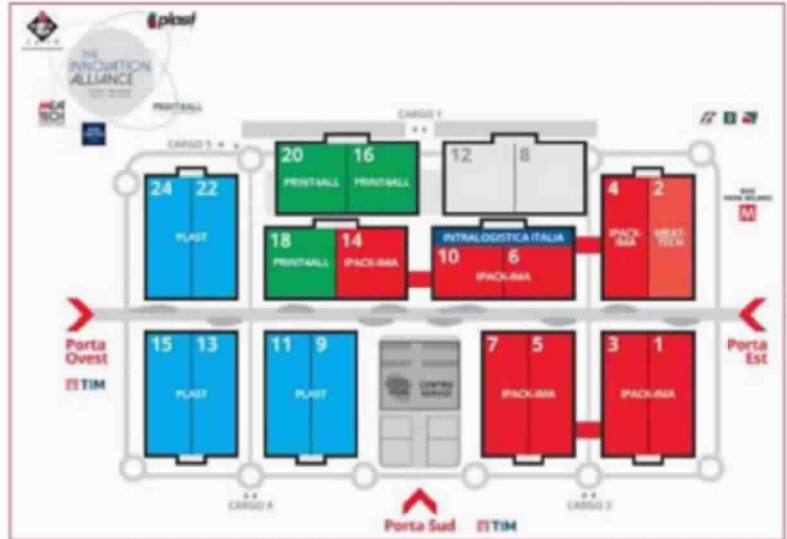 plast
THE
INNOVATION
ALLIANCE
PRINT4ALL
MEAT
TECH
CARGO 1
CARGO 5
20 16
PRINT4ALL PRINT4ALL
12 8
24 22
PLAST
18 14
PRINT4ALL IPACK-IMA
INTRALOGISTICA ITALIA
10 6
IPACK-IMA
4 2
IPACK-
IMA
MEAT-
TECH
M
Porta
Ovest
TIM
15 13
PLAST
11 9
PLAST
CENTRO
SERVIZI
7 5
IPACK-IMA
3 1
IPACK-IMA
Porta
Est
CARGO 4
CARGO 3
Porta Sud TIM